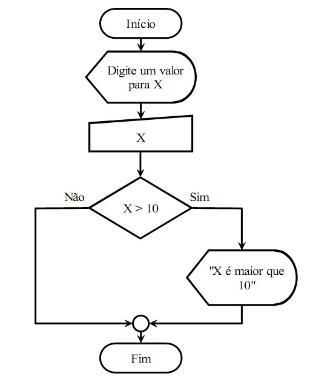 Início
Digite um valor
para X
X
Não
Sim
X > 10
"X é maior que
10"
Fim